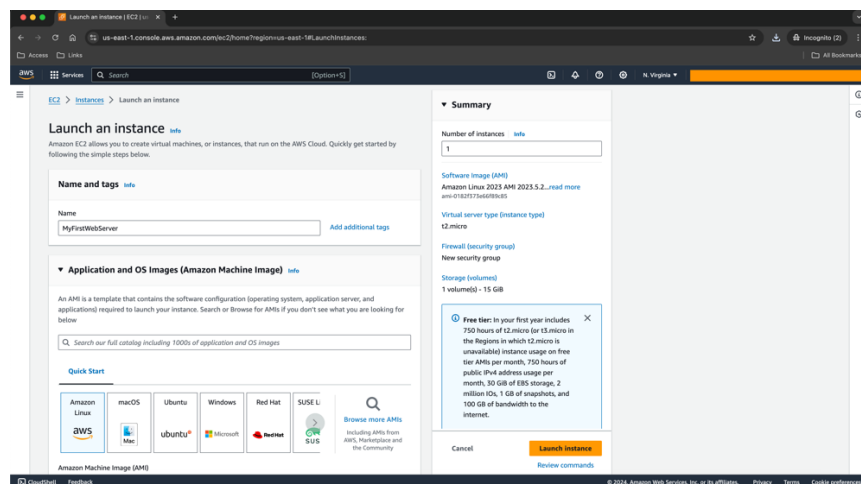 Launch an instance | EC2 | us
us-east-1.console.aws.amazon.com/ec2/home?region=us-east-1#LaunchInstances:
Incognito (2)
Access
Links
All Bookmarks
aws
Services
Search
[Option+S]
N. Virginia
EC2 > Instances > Launch an instance
Launch an instance Info
Amazon EC2 allows you to create virtual machines, or instances, that run on the AWS Cloud. Quickly get started by
following the simple steps below.
Name and tags Info
Name
MyFirstWebServer
Add additional tags
Application and OS Images (Amazon Machine Image) Info
An AMI is a template that contains the software configuration (operating system, application server, and
applications) required to launch your instance. Search or Browse for AMIs if you don't see what you are looking for
below
Search our full catalog including 1000s of application and OS images
Quick Start
Amazon
Linux
aws
macOS
Mac
Ubuntu
ubuntu®
Windows
Microsoft
Red Hat
Red Hat
SUSE Li
SUS
Browse more AMIs
Including AMIs from
AWS, Marketplace and
the Community
Amazon Machine Image (AMI)
Summary
Number of instances Info
1
Software Image (AMI)
Amazon Linux 2023 AMI 2023.5.2...read more
ami-0182f373e66f89c85
Virtual server type (instance type)
t2.micro
Firewall (security group)
New security group
Storage (volumes)
1 volume(s) - 15 GiB
Free tier: In your first year includes
750 hours of t2.micro (or t3.micro in
the Regions in which t2.micro is
unavailable) instance usage on free
tier AMIs per month, 750 hours of
public IPv4 address usage per
month, 30 GiB of EBS storage, 2
million IOs, 1 GB of snapshots, and
100 GB of bandwidth to the
internet.
Cancel
Launch instance
Review commands
CloudShell
Feedback
© 2024, Amazon Web Services, Inc. or its affiliates.
Privacy
Terms
Cookie preferences